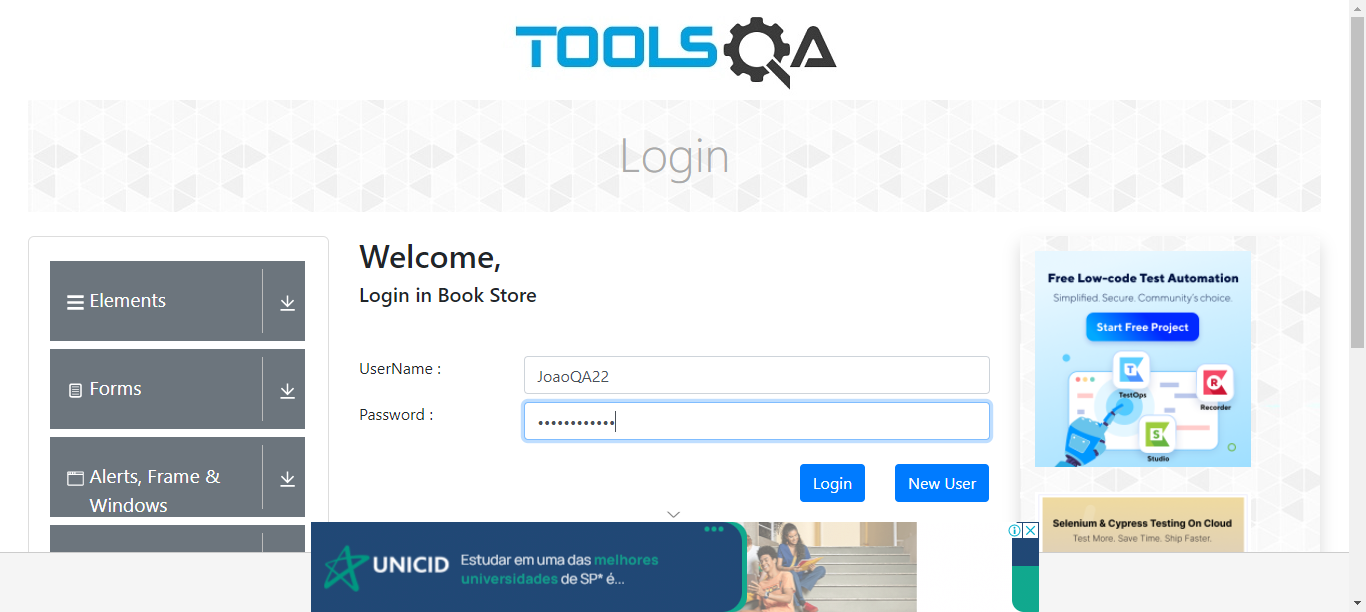 TOOLSQA
Login
Elements
Forms
Alerts, Frame &
Windows
Welcome,
Login in Book Store
UserName :
JoaoQA22
Password :
••••••••••••
Login
New User
Free Low-code Test Automation
Simplified. Secure. Community's choice.
Start Free Project
TestOps
Recorder
Studio
Selenium & Cypress Testing On Cloud
Test More. Save Time. Ship Faster.
UNICID
Estudar em uma das melhores
universidades de SP* é...